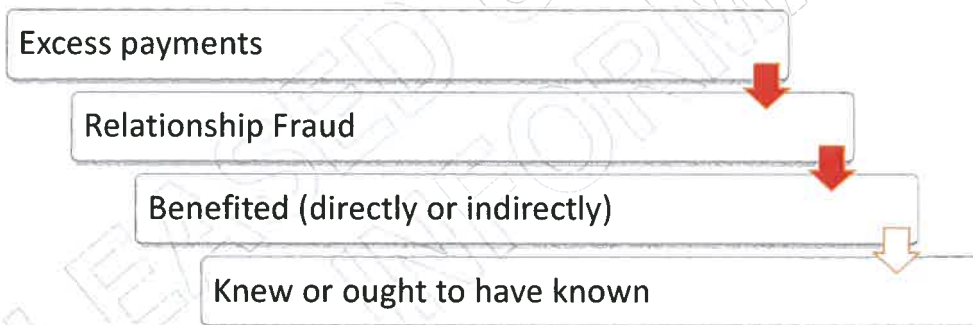 Excess payments
Relationship Fraud
Benefited (directly or indirectly)
Knew or ought to have known